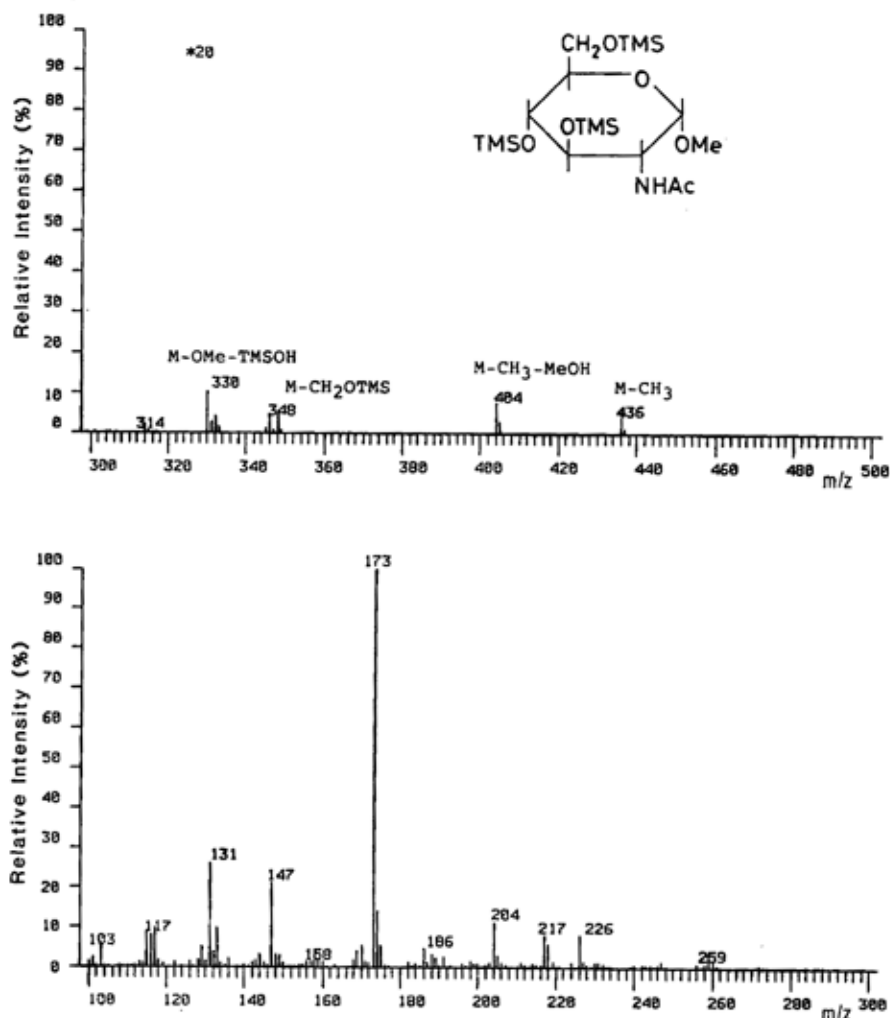 100
90
80
70
60
50
40
30
20
10
0
Relative Intensity (%)
*20
CH₂OTMS
O
OTMS
TMSO
OMe
NHAc
M-OMe-TMSOH
330
M-CH₂OTMS
M-CH₃-MeOH
M-CH₃
314
348
404
436
300 320 340 360 380 400 420 440 460 480 500
m/z
100
90
80
70
60
50
40
30
20
10
0
Relative Intensity (%)
173
131
147
117
103
158
186
204
217
226
259
100 120 140 160 180 200 220 240 260 280 300
m/z